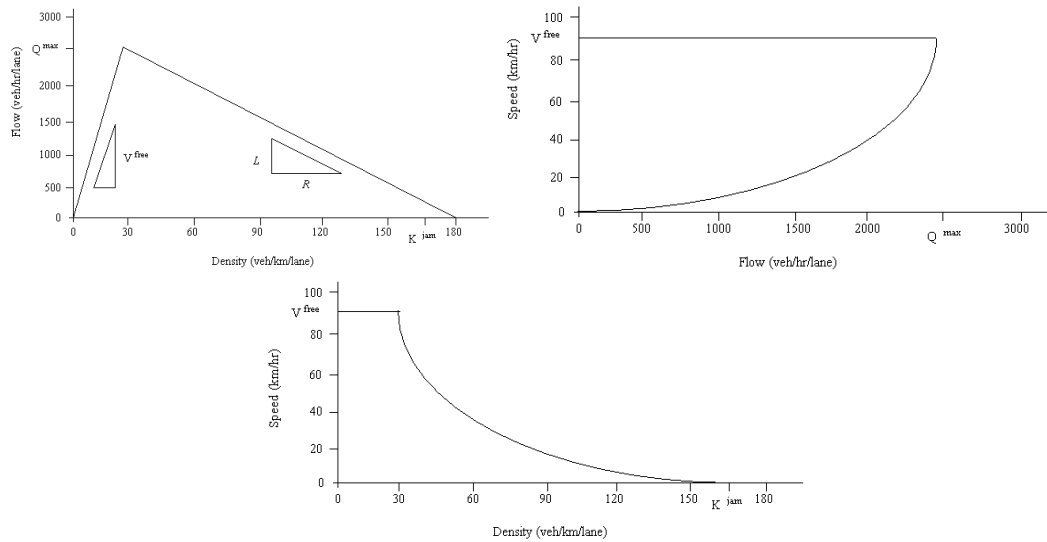 3000
Q max
2000
1500
1000
500
0
Flow (veh/hr/lane)
V free
L
R
0 30 60 90 120 150 K jam 180
Density (veh/km/lane)
100
V free
80
60
40
20
0
Speed (km/hr)
0 500 1000 1500 2000 Q max 3000
Flow (veh/hr/lane)
100
V free
80
60
40
20
0
Speed (km/hr)
0 30 60 90 120 150 K jam 180
Density (veh/km/lane)